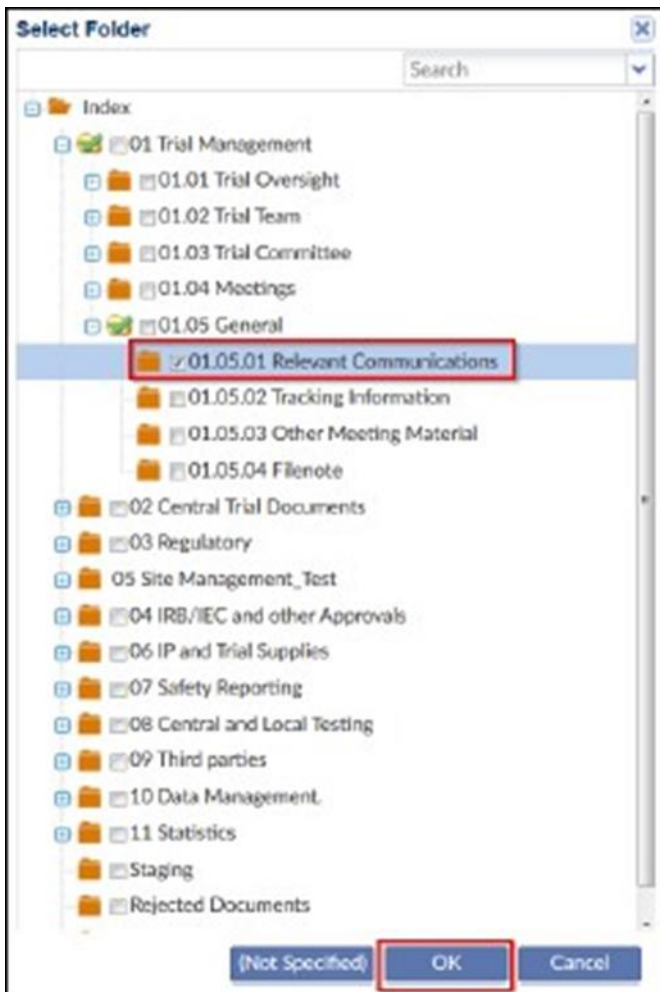 Select Folder
Search
Index
01 Trial Management
01.01 Trial Oversight
01.02 Trial Team
01.03 Trial Committee
01.04 Meetings
01.05 General
01.05.01 Relevant Communications
01.05.02 Tracking Information
01.05.03 Other Meeting Material
01.05.04 Filenote
02 Central Trial Documents
03 Regulatory
05 Site Management_Test
04 IRB/IEC and other Approvals
06 IP and Trial Supplies
07 Safety Reporting
08 Central and Local Testing
09 Third parties
10 Data Management.
11 Statistics
Staging
Rejected Documents
(Not Specified) OK Cancel